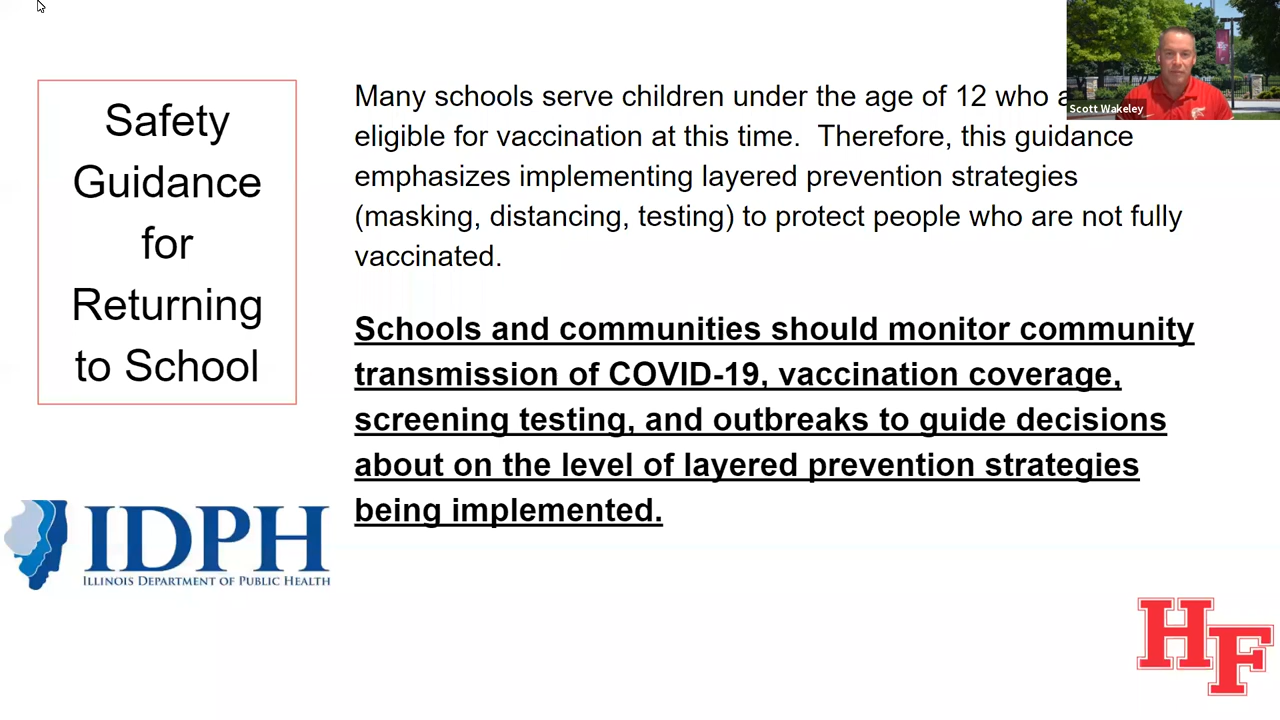 Safety
Guidance
for
Returning
to School
Many schools serve children under the age of 12 who
eligible for vaccination at this time. Therefore, this guidance
emphasizes implementing layered prevention strategies
(masking, distancing, testing) to protect people who are not fully
vaccinated.
Schools and communities should monitor community
transmission of COVID-19, vaccination coverage,
screening testing, and outbreaks to guide decisions
about on the level of layered prevention strategies
being implemented.
Scott Wakeley
IDPH
ILLINOIS DEPARTMENT OF PUBLIC HEALTH
HF